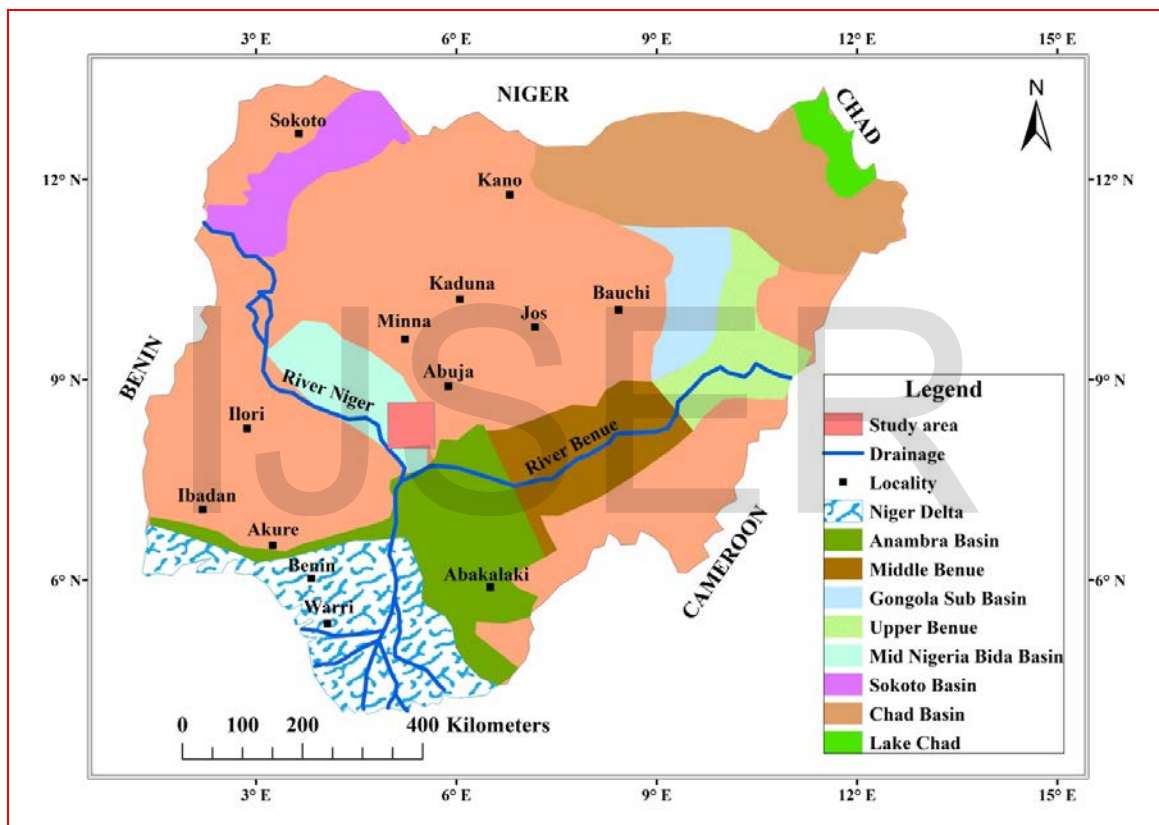 3° E 6° E 9° E 12° E 15° E
NIGER
CHAD
N
Sokoto
12° N 12° N
Kano
Kaduna
Bauchi
Jos
Minna
Abuja
BENIN
9° N 9° N
River Niger
Ilori
River Benue
IJSER
Ibadan
Akure
CAMEROON
Benin
6° N 6° N
Abakalaki
Warri
0 100 200 400 Kilometers
Legend
Study area
Drainage
Locality
Niger Delta
Anambra Basin
Middle Benue
Gongola Sub Basin
Upper Benue
Mid Nigeria Bida Basin
Sokoto Basin
Chad Basin
Lake Chad
3° E 6° E 9° E 12° E 15° E